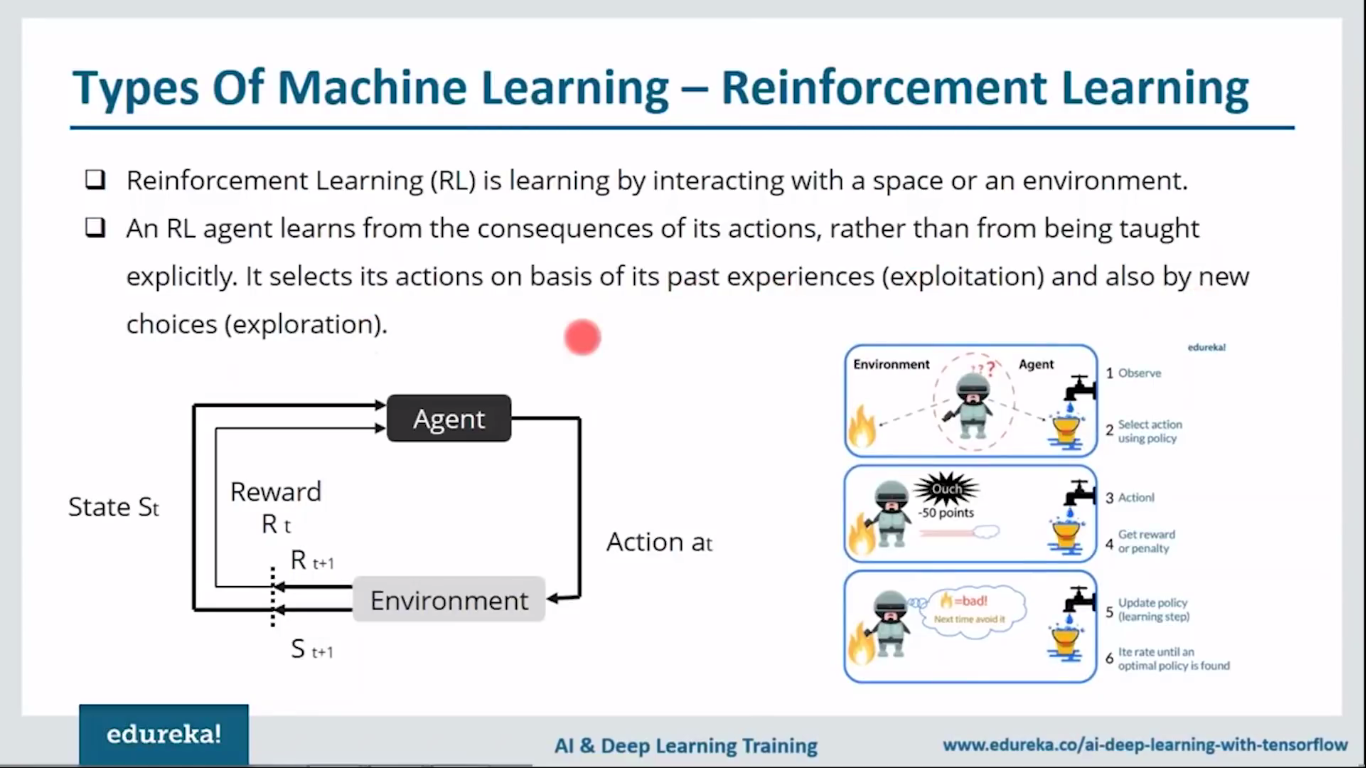 Types Of Machine Learning – Reinforcement Learning
Reinforcement Learning (RL) is learning by interacting with a space or an environment.
An RL agent learns from the consequences of its actions, rather than from being taught
explicitly. It selects its actions on basis of its past experiences (exploitation) and also by new
choices (exploration).
Agent
State St
Reward
R t
R t+1
Action at
Environment
S t+1
edureka!
Environment
???
Agent
1 Observe
2 Select action
using policy
Ouch
-50 points
3 Actionl
4 Get reward
or penalty
=bad!
Next time avoid it
5 Update policy
(learning step)
6 Ite rate until an
optimal policy is found
edureka!
AI & Deep Learning Training
www.edureka.co/ai-deep-learning-with-tensorflow